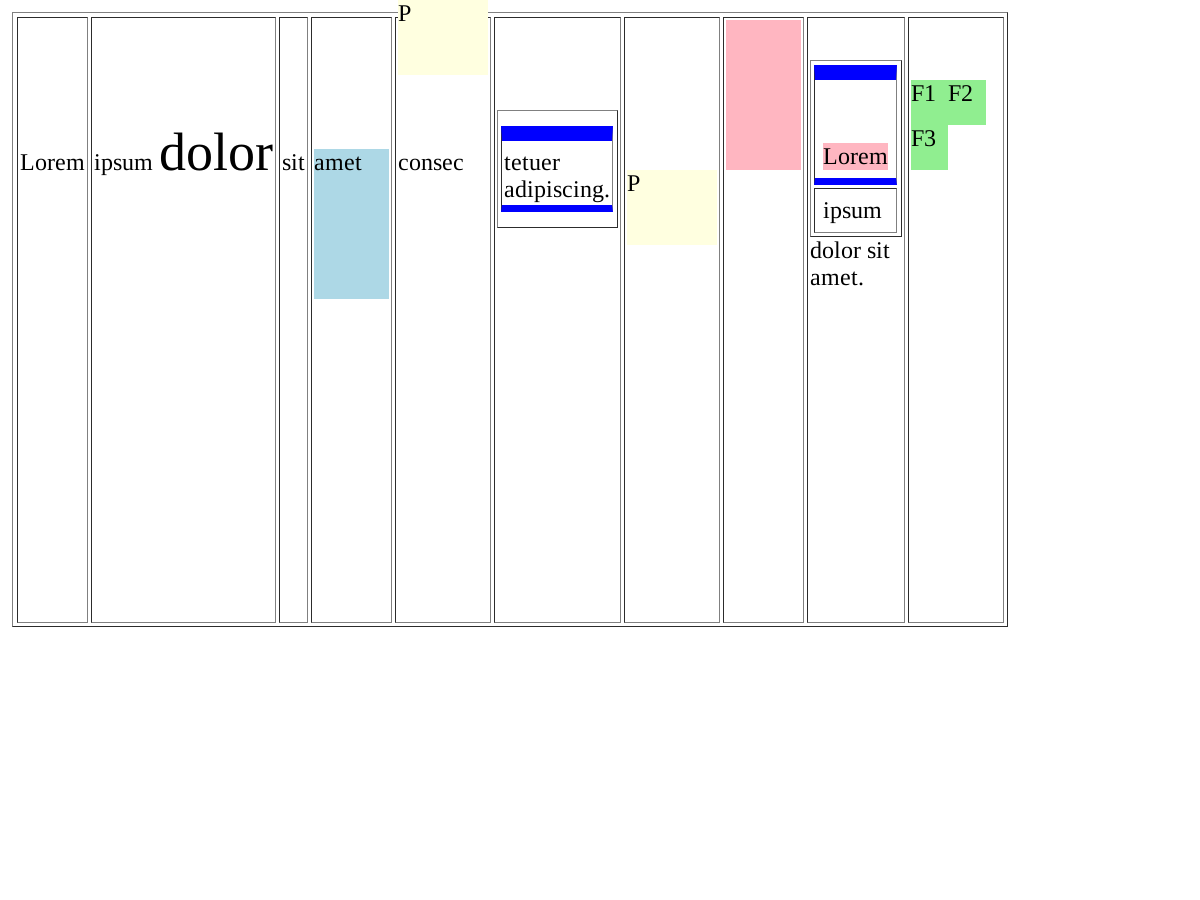 P
Lorem ipsum dolor sit amet consec
tetuer
adipiscing.
P
Lorem
ipsum
dolor sit
amet.
F1 F2
F3